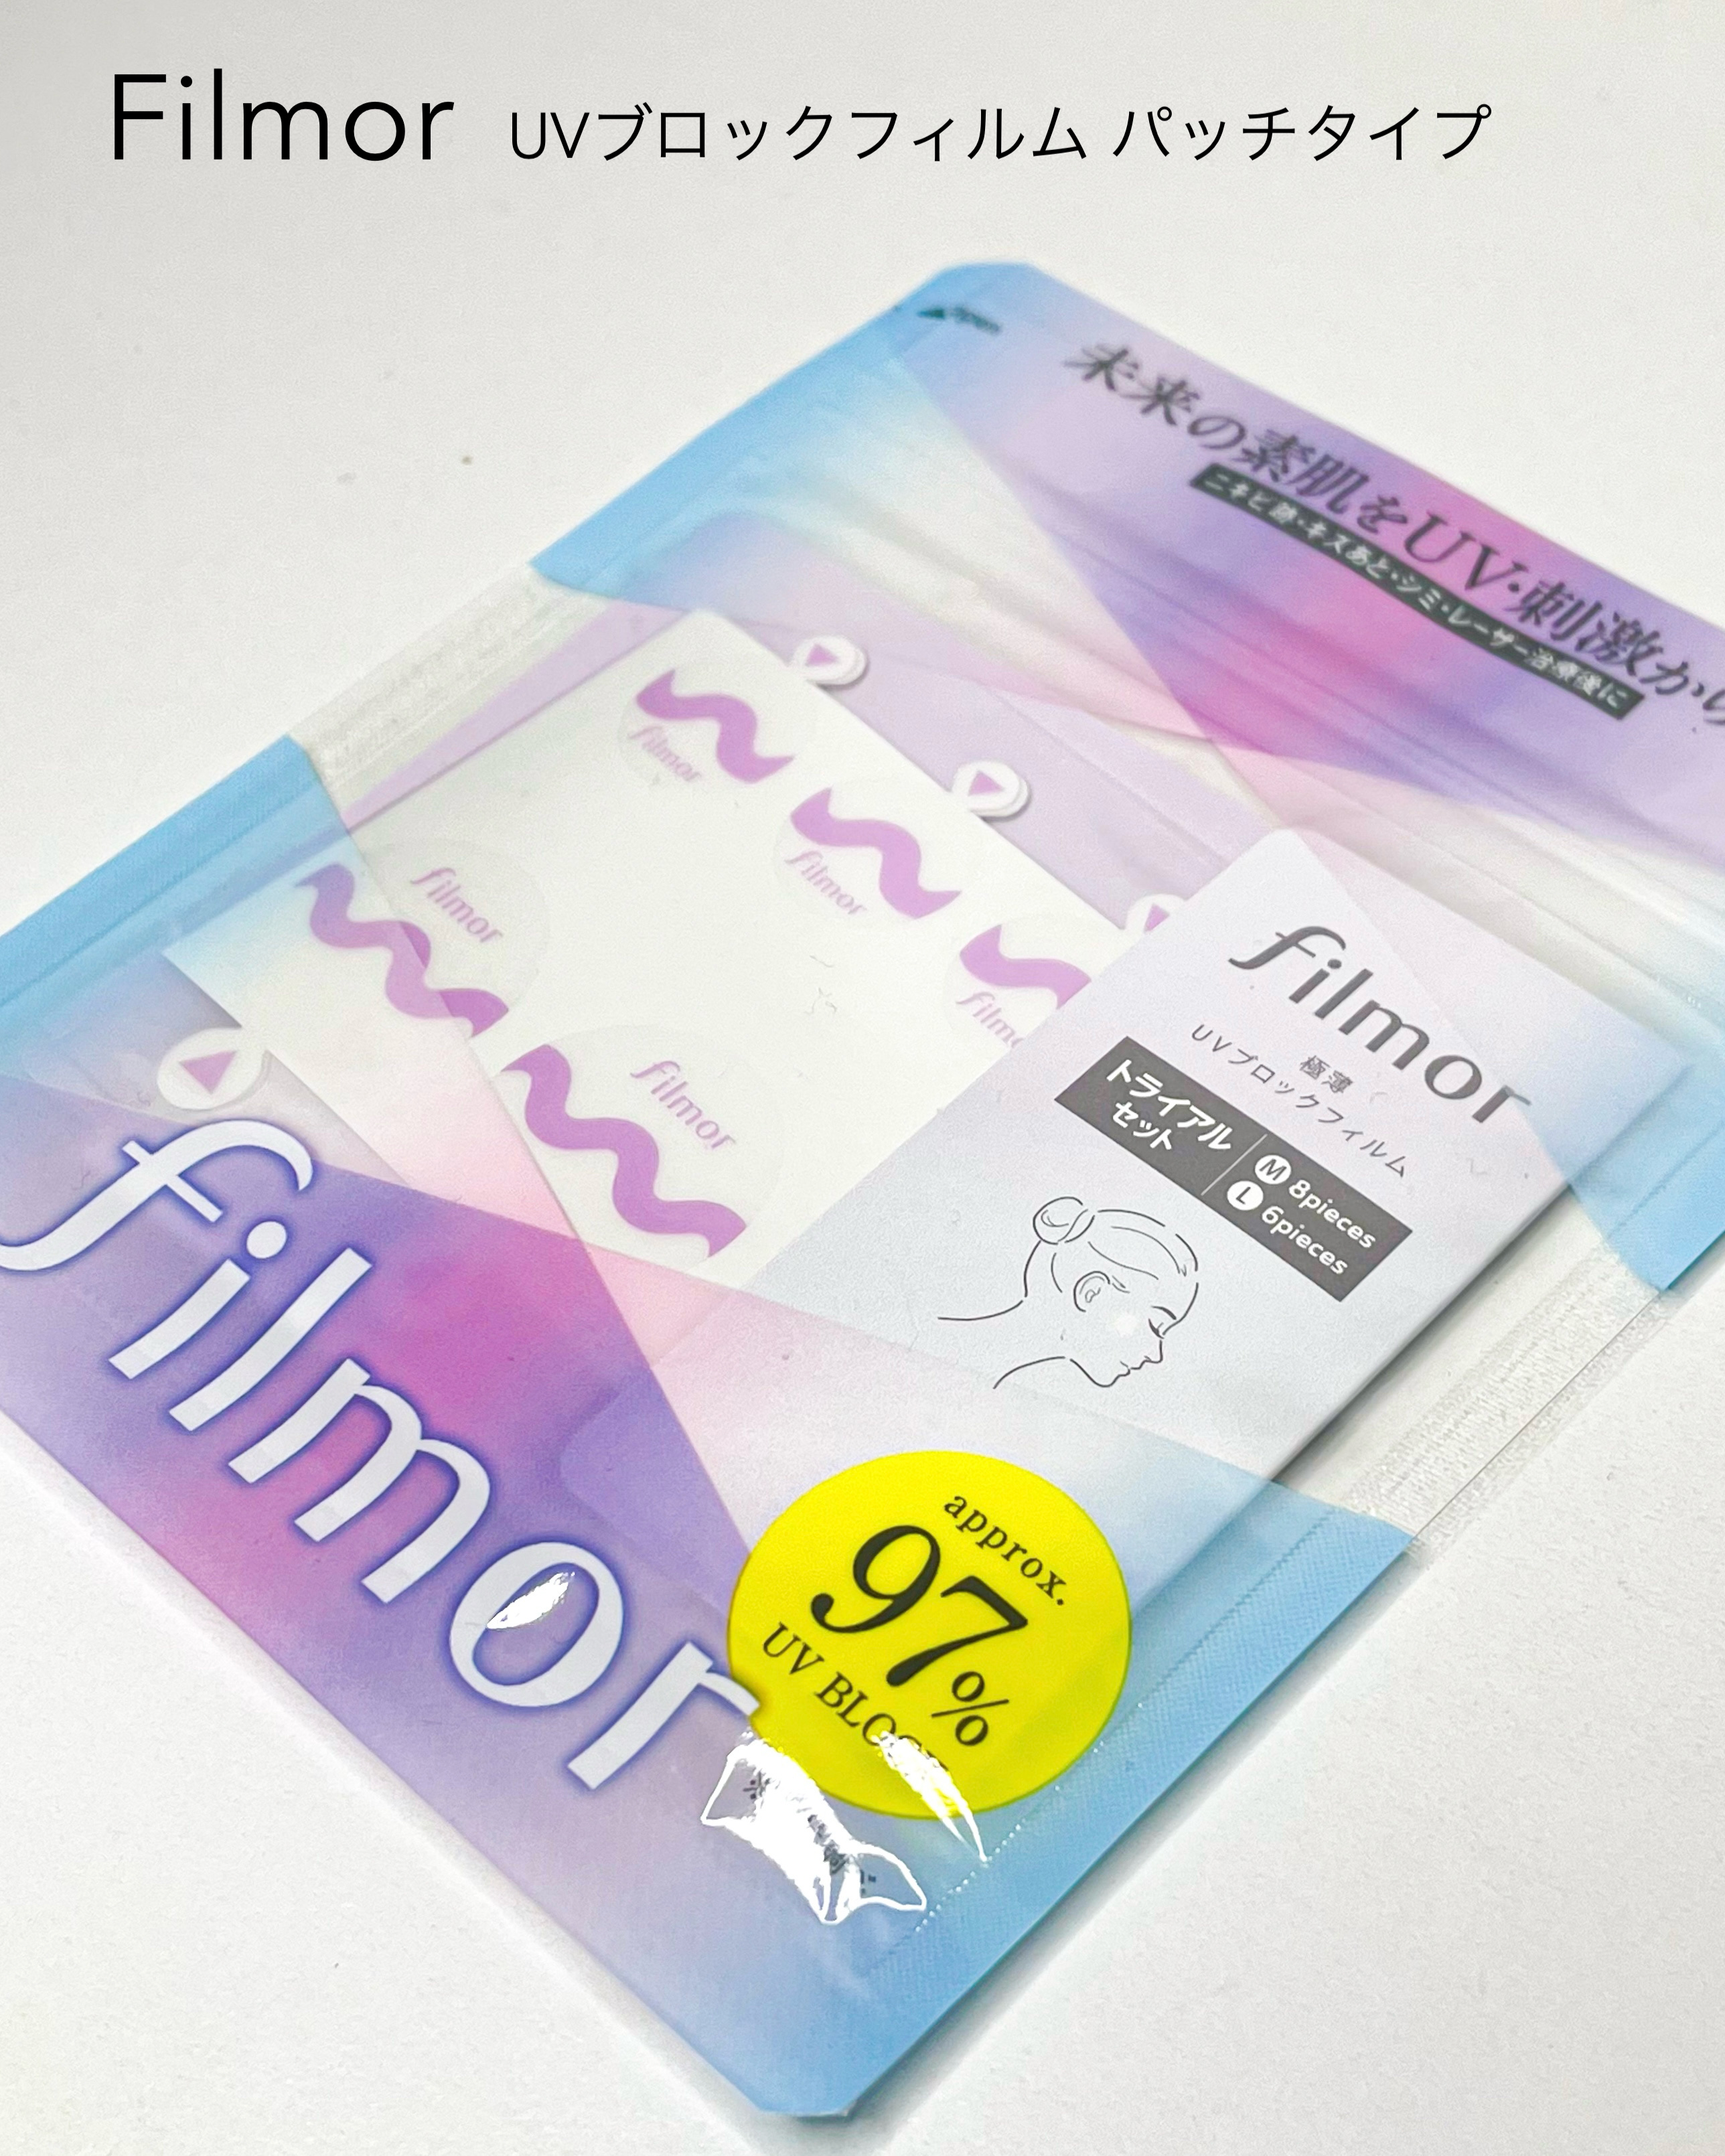 Filmor UVブロックフィルム パッチタイプ
open
未来の素肌をUV・刺激から
ニキビ跡・キズあと・シミ・レーザー治療後に
filmor
filmor
filmor
filmor
filmor
極薄
UVブロックフィルム
トライアル
セット
M 8pieces
L 6pieces
filmor
filmor
approx.
97%
UV BLOCK